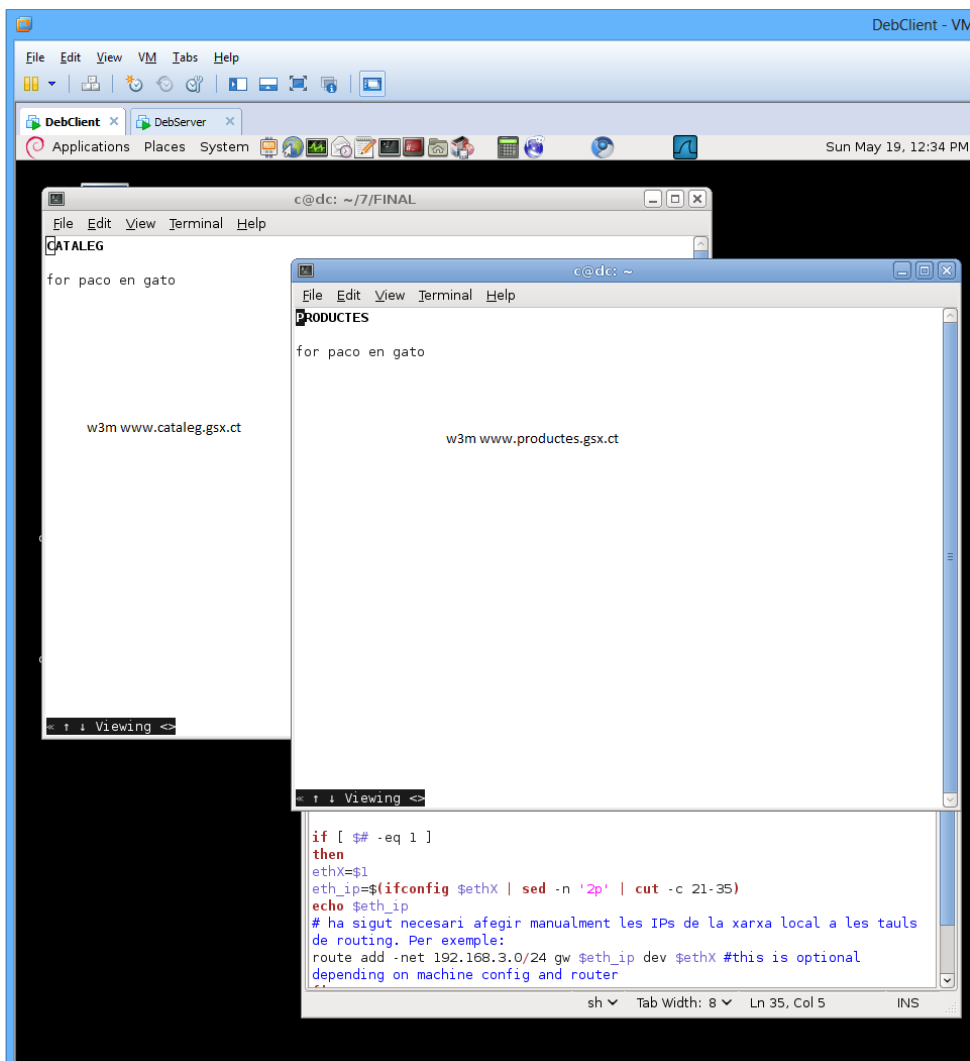 DebClient - VM
File Edit View VM Tabs Help
DebClient × DebServer ×
Applications Places System Sun May 19, 12:34 PM
c@dc: ~/7/FINAL
File Edit View Terminal Help
CATALEG
for paco en gato
w3m www.cataleg.gsx.ct
« ↑ ↓ Viewing <>
c@dc: ~
File Edit View Terminal Help
PRODUCTES
for paco en gato
w3m www.productes.gsx.ct
« ↑ ↓ Viewing <>
if [ $# -eq 1 ]
then
ethX=$1
eth_ip=$(ifconfig $ethX | sed -n '2p' | cut -c 21-35)
echo $eth_ip
# ha sigut necesari afegir manualment les IPs de la xarxa local a les tauls
de routing. Per exemple:
route add -net 192.168.3.0/24 gw $eth_ip dev $ethX #this is optional
depending on machine config and router
sh Tab Width: 8 Ln 35, Col 5 INS